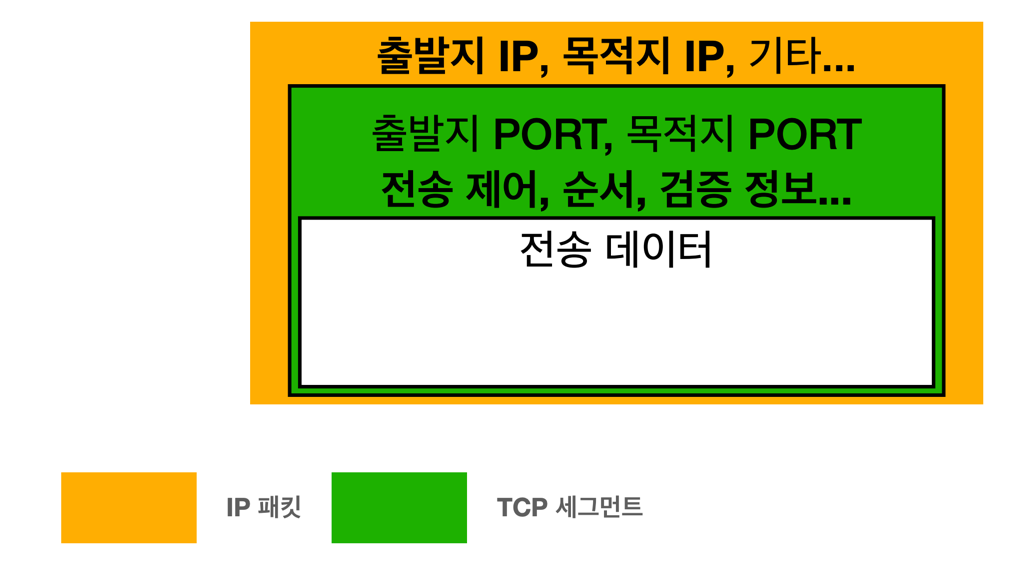 출발지 IP, 목적지 IP, 기타...
출발지 PORT, 목적지 PORT
전송 제어, 순서, 검증 정보...
전송 데이터
IP 패킷
TCP 세그먼트